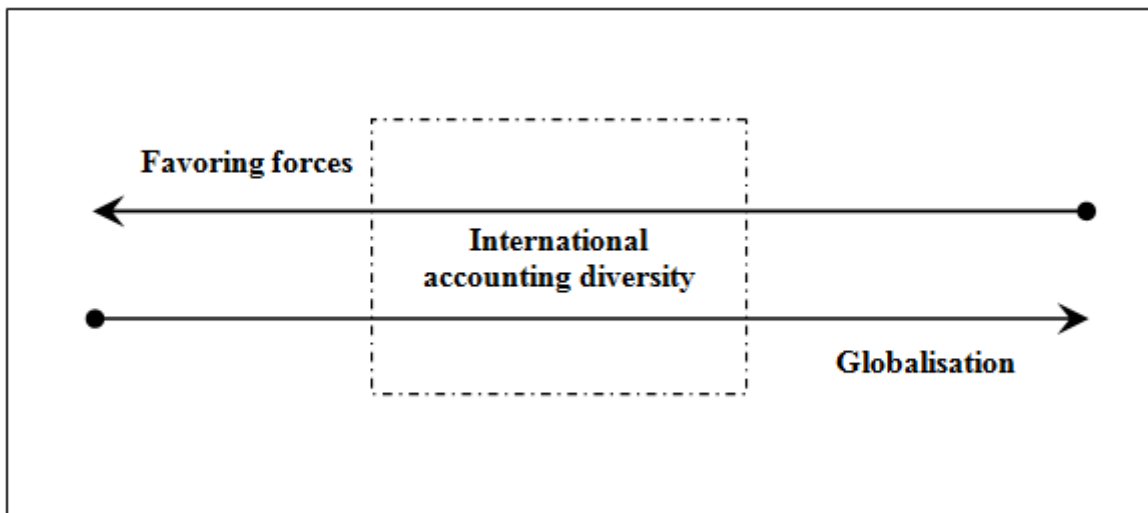 Favoring forces
International
accounting diversity
Globalisation